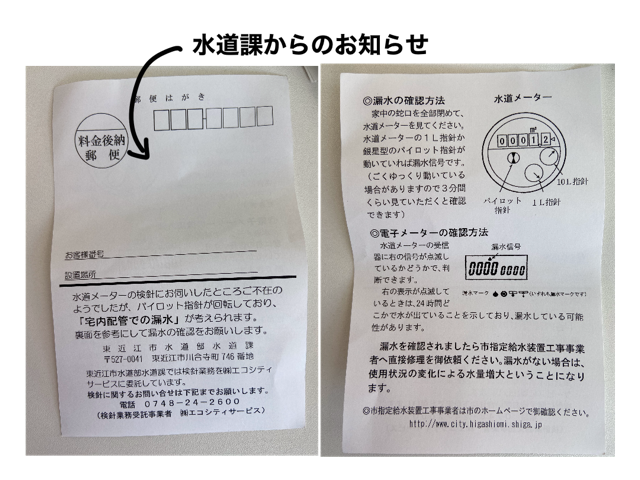 水道課からのお知らせ
郵便はがき
料金後納
郵便
お客様番号
設置場所
水道メーターの検針にお伺いしたところご不在の
ようでしたが、パイロット指針が回転しており、
「宅内配管での漏水」が考えられます。
裏面を参考にして漏水の確認をお願いします。
東近江市水道部水道課
〒527-0041 東近江市川合寺町746番地
東近江市水道部水道課では検針業務を㈱エコシティ
サービスに委託しています。
検針に関するお問い合せは下記までお願いします。
電話 0748-24-2600
(検針業務受託事業者 ㈱エコシティサービス)
◎漏水の確認方法
家中の蛇口を全部閉めて、
水道メーターを見てください。
水道メーターの1L指針か
銀星型のパイロット指針が
動いていれば漏水信号です。
(ごくゆっくり動いている
場合がありますので3分間
くらい見ていただくと確認
できます)
水道メーター
m³
00012
10L指針
パイロット
指針
1L指針
◎電子メーターの確認方法
水道メーターの受信
器に右の信号が点滅し
ているかどうかで、判
断できます。
右の表示が点滅して
いるときは、24時間ど
こかで水が出ていることを示しており、漏水している可能
性があります。
漏水信号
0000 0000
漏水マーク (いずれも漏水マークです)
漏水を確認されましたら市指定給水装置工事事業
者へ直接修理を御依頼ください。漏水がない場合は、
使用状況の変化による水量増大ということになりま
す。
◎市指定給水装置工事事業者は市のホームページで御確認ください。
http://www.city.higashiomi.shiga.jp